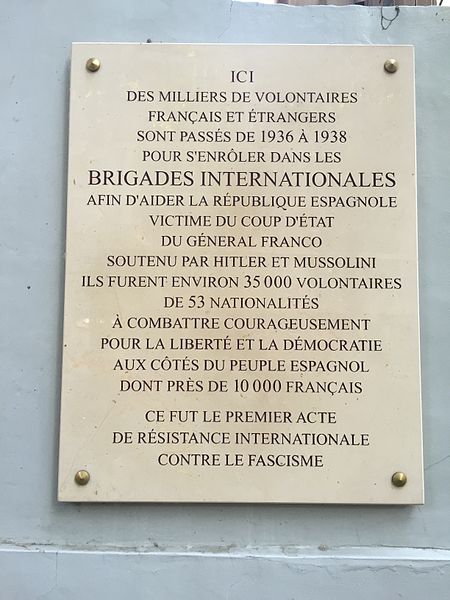 ICI
DES MILLIERS DE VOLONTAIRES
FRANÇAIS ET ÉTRANGERS
SONT PASSÉS DE 1936 À 1938
POUR S'ENRÔLER DANS LES
BRIGADES INTERNATIONALES
AFIN D'AIDER LA RÉPUBLIQUE ESPAGNOLE
VICTIME DU COUP D'ÉTAT
DU GÉNERAL FRANCO
SOUTENU PAR HITLER ET MUSSOLINI
ILS FURENT ENVIRON 35 000 VOLONTAIRES
DE 53 NATIONALITÉS
À COMBATTRE COURAGEUSEMENT
POUR LA LIBERTÉ ET LA DÉMOCRATIE
AUX CÔTÉS DU PEUPLE ESPAGNOL
DONT PRÈS DE 10 000 FRANÇAIS
CE FUT LE PREMIER ACTE
DE RÉSISTANCE INTERNATIONALE
CONTRE LE FASCISME